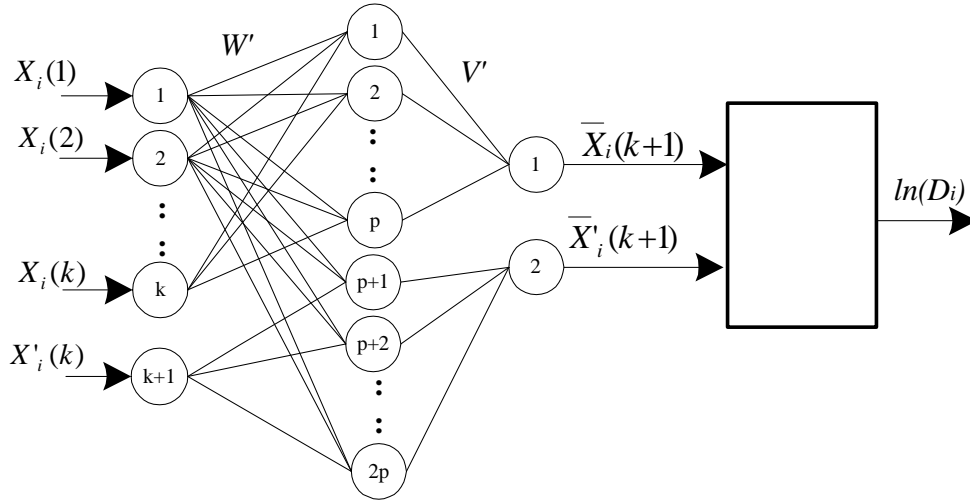 W'
V'
X_i(1)
X_i(2)
X_i(k)
X'_i(k)
1
2
k
k+1
1
2
p
p+1
p+2
2p
1
2
X̅_i(k+1)
X̅'_i(k+1)
ln(D_i)